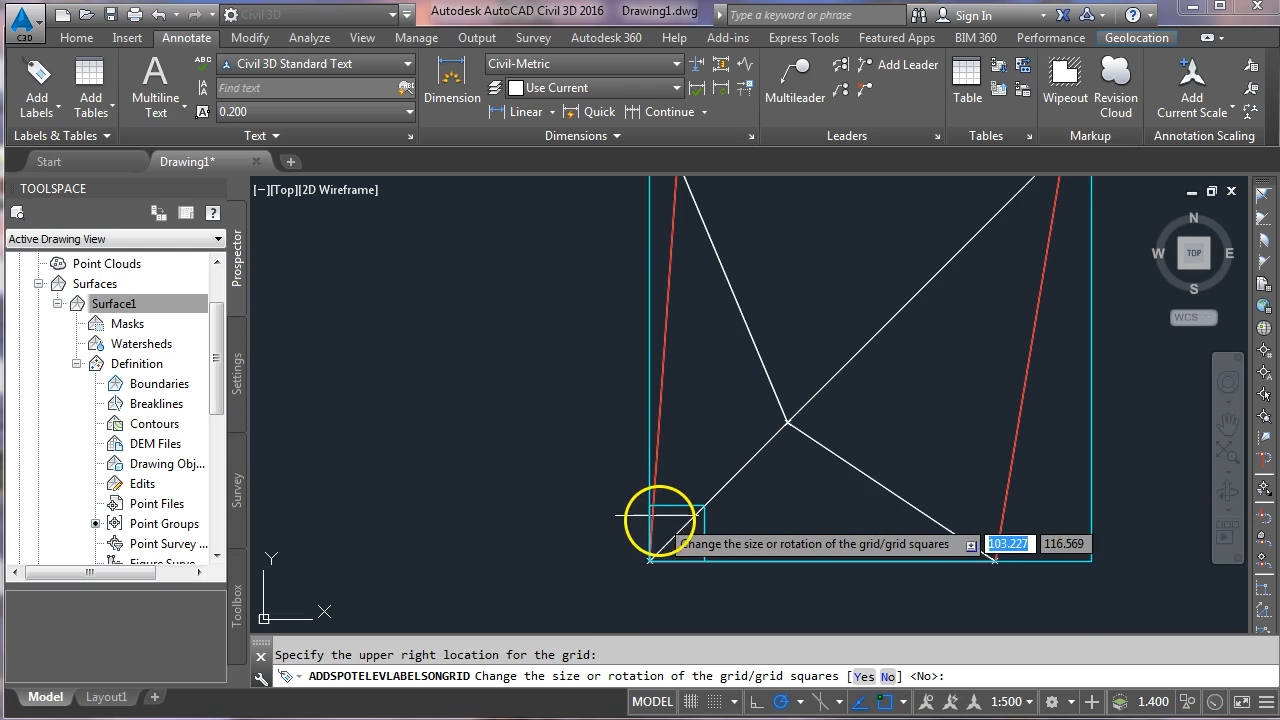 Autodesk AutoCAD Civil 3D 2016 Drawing1.dwg
Type a keyword or phrase
Sign In
C3D
Civil 3D
Home Insert Annotate Modify Analyze View Manage Output Survey Autodesk 360 Help Add-ins BIM 360 Performance Express Tools Featured Apps Geolocation
Add Labels
Add Tables
Labels & Tables
Multiline Text
Civil 3D Standard Text
Find text
0.200
Text
Dimension
Civil-Metric
Use Current
Linear Quick Continue
Dimensions
Multileader
Add Leader
Leaders
Table
Tables
Wipeout
Revision Cloud
Markup
Add Current Scale
Annotation Scaling
Start Drawing1*
TOOLSPACE
Active Drawing View
Point Clouds
Surfaces
Surface1
Masks
Watersheds
Definition
Boundaries
Breaklines
Contours
DEM Files
Drawing Obj...
Edits
Point Files
Point Groups
Point Survey ...
Figure Surv...
Prospector
Settings
Survey
Toolbox
[−][Top][2D Wireframe]
N
W TOP E
S
WCS
Change the size or rotation of the grid/grid squares 103.227 116.569
Y
X
Specify the upper right location for the grid:
ADDSPOTELEVLABELSONGRID Change the size or rotation of the grid/grid squares [Yes No] <No>:
Model Layout1
MODEL 1:500 1.400